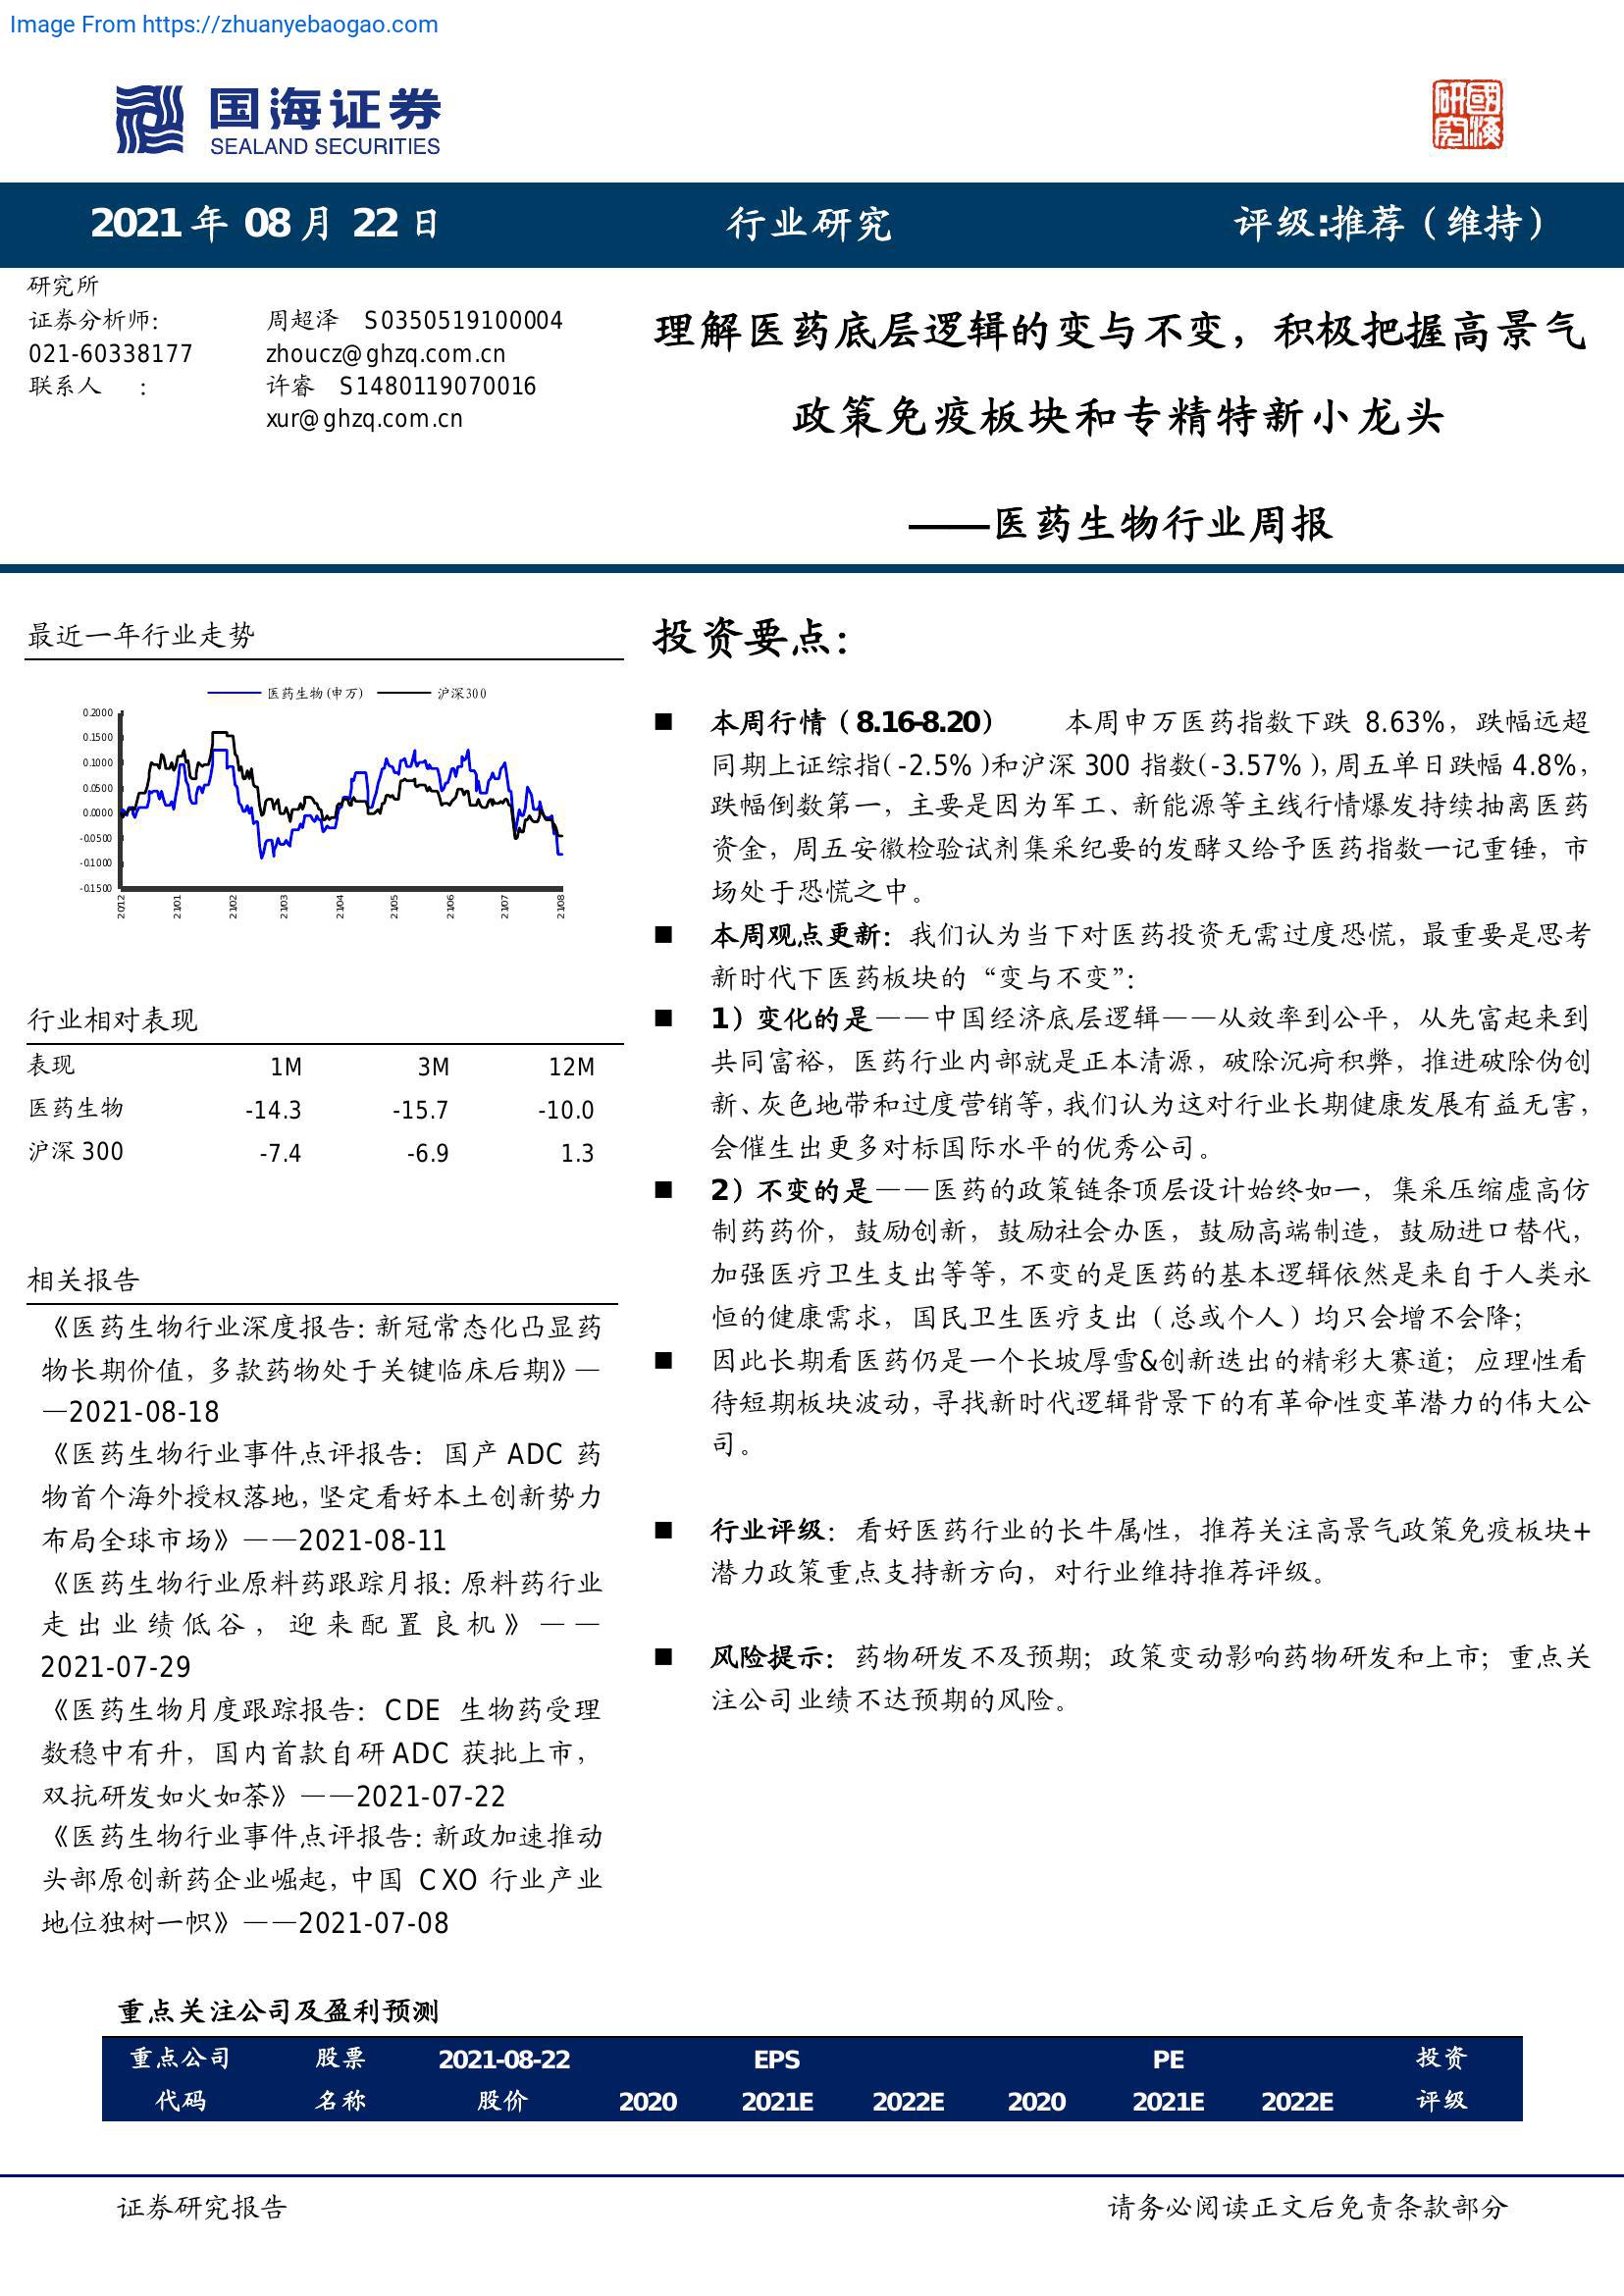 Image From https://zhuanyebaogao.com
国海证券
SEALAND SECURITIES
研國
究海
2021 年 08 月 22 日
行业研究
评级:推荐（维持）
研究所
证券分析师: 周超泽 S0350519100004
021-60338177 zhoucz@ghzq.com.cn
联系人 : 许睿 S1480119070016
xur@ghzq.com.cn
理解医药底层逻辑的变与不变，积极把握高景气
政策免疫板块和专精特新小龙头
——医药生物行业周报
最近一年行业走势
医药生物(申万) 沪深300
0.2000
0.1500
0.1000
0.0500
0.0000
-0.0500
-0.1000
-0.1500
20/12 21/01 21/02 21/03 21/04 21/05 21/06 21/07 21/08
行业相对表现
表现 1M 3M 12M
医药生物 -14.3 -15.7 -10.0
沪深 300 -7.4 -6.9 1.3
相关报告
《医药生物行业深度报告：新冠常态化凸显药
物长期价值，多款药物处于关键临床后期》—
—2021-08-18
《医药生物行业事件点评报告：国产 ADC 药
物首个海外授权落地，坚定看好本土创新势力
布局全球市场》——2021-08-11
《医药生物行业原料药跟踪月报：原料药行业
走出业绩低谷，迎来配置良机》——
2021-07-29
《医药生物月度跟踪报告：CDE 生物药受理
数稳中有升，国内首款自研 ADC 获批上市，
双抗研发如火如荼》——2021-07-22
《医药生物行业事件点评报告：新政加速推动
头部原创新药企业崛起，中国 CXO 行业产业
地位独树一帜》——2021-07-08
投资要点：
■ 本周行情（8.16-8.20） 本周申万医药指数下跌 8.63%，跌幅远超
同期上证综指(-2.5%)和沪深 300 指数(-3.57%)，周五单日跌幅 4.8%，
跌幅倒数第一，主要是因为军工、新能源等主线行情爆发持续抽离医药
资金，周五安徽检验试剂集采纪要的发酵又给予医药指数一记重锤，市
场处于恐慌之中。
■ 本周观点更新：我们认为当下对医药投资无需过度恐慌，最重要是思考
新时代下医药板块的“变与不变”：
■ 1）变化的是——中国经济底层逻辑——从效率到公平，从先富起来到
共同富裕，医药行业内部就是正本清源，破除沉疴积弊，推进破除伪创
新、灰色地带和过度营销等，我们认为这对行业长期健康发展有益无害，
会催生出更多对标国际水平的优秀公司。
■ 2）不变的是——医药的政策链条顶层设计始终如一，集采压缩虚高仿
制药药价，鼓励创新，鼓励社会办医，鼓励高端制造，鼓励进口替代，
加强医疗卫生支出等等，不变的是医药的基本逻辑依然是来自于人类永
恒的健康需求，国民卫生医疗支出（总或个人）均只会增不会降；
■ 因此长期看医药仍是一个长坡厚雪&创新迭出的精彩大赛道；应理性看
待短期板块波动，寻找新时代逻辑背景下的有革命性变革潜力的伟大公
司。
■ 行业评级：看好医药行业的长牛属性，推荐关注高景气政策免疫板块+
潜力政策重点支持新方向，对行业维持推荐评级。
■ 风险提示：药物研发不及预期；政策变动影响药物研发和上市；重点关
注公司业绩不达预期的风险。
重点关注公司及盈利预测
重点公司 股票 2021-08-22 EPS PE 投资
代码 名称 股价 2020 2021E 2022E 2020 2021E 2022E 评级
证券研究报告
请务必阅读正文后免责条款部分